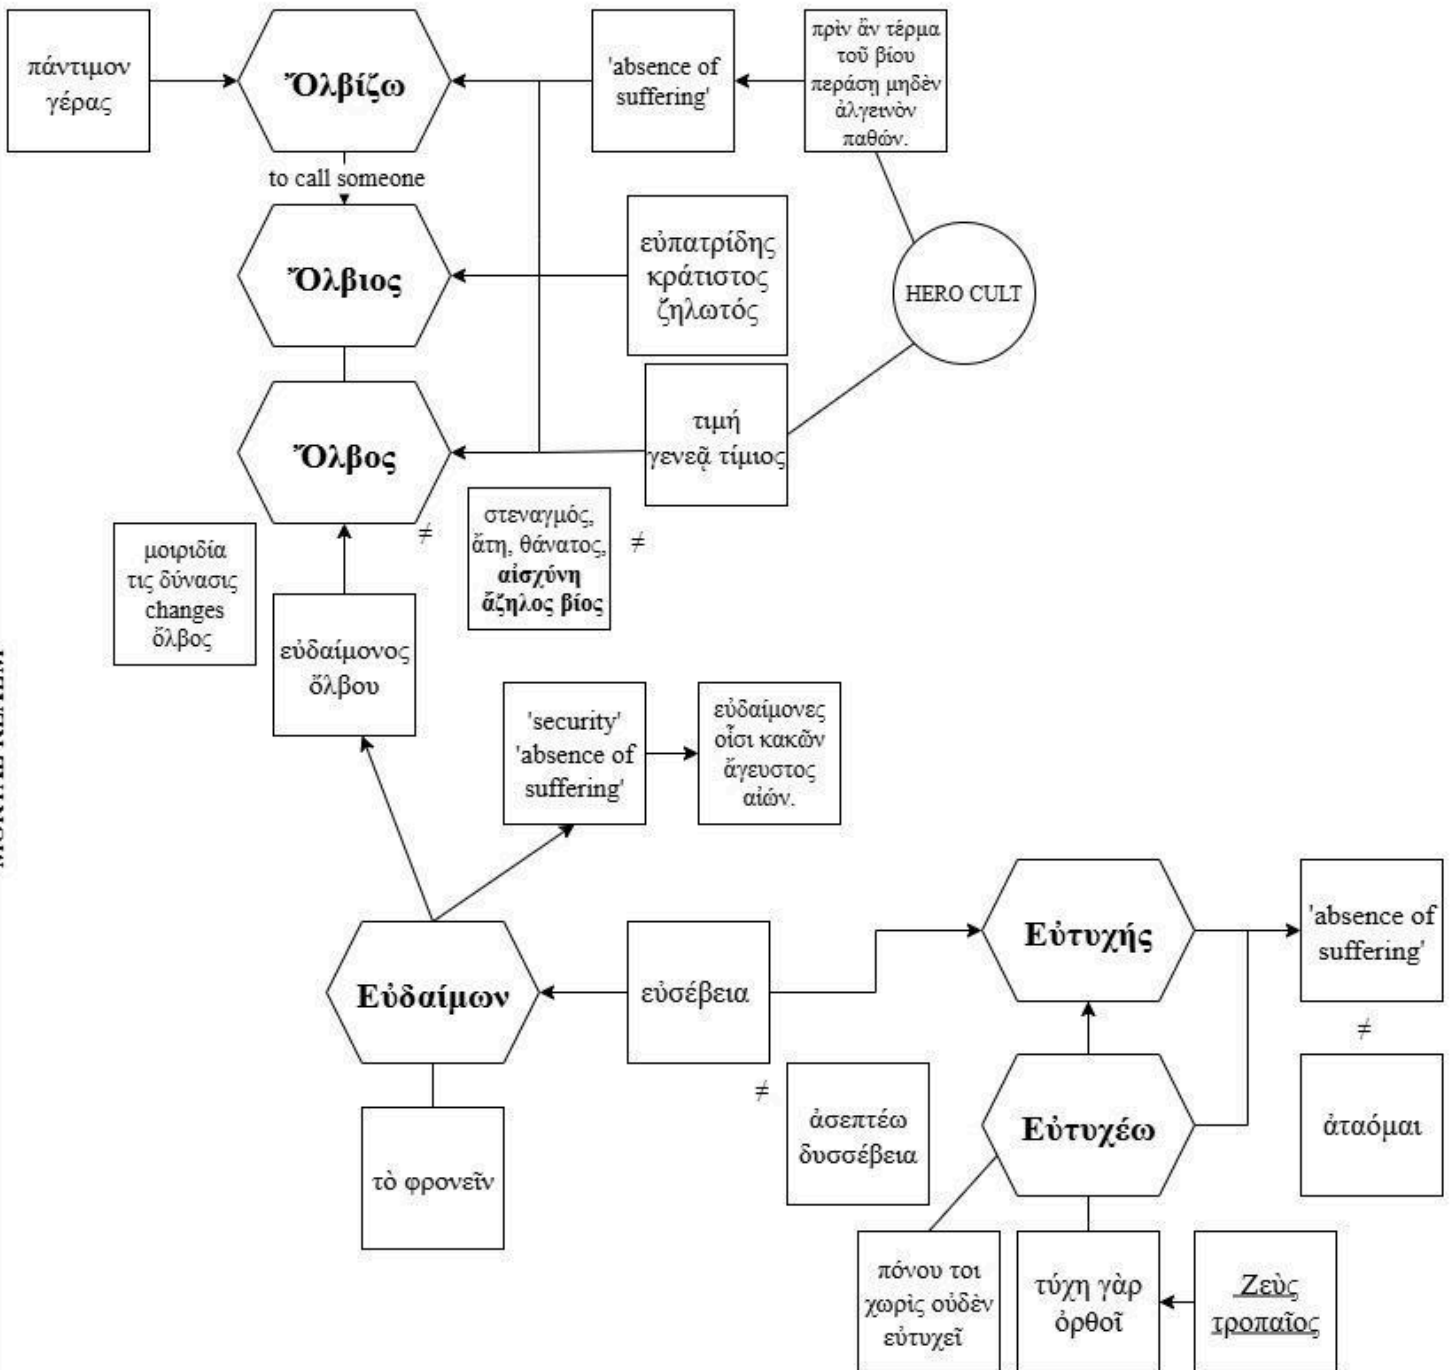 πάντιμον
γέρας
Ὄλβίζω
'absence of
suffering'
πρὶν ἂν τέρμα
τοῦ βίου
περάσῃ μηδὲν
ἀλγεινὸν
παθών.
to call someone
Ὄλβιος
εὐπατρίδης
κράτιστος
ζηλωτός
HERO CULT
Ὄλβος
τιμή
γενεᾷ τίμιος
≠
στεναγμός,
ἄτη, θάνατος,
αἰσχύνη
ἄζηλος βίος
≠
μοιριδία
τις δύνασις
changes
ὄλβος
εὐδαίμονος
ὄλβου
'security'
'absence of
suffering'
εὐδαίμονες
οἷσι κακῶν
ἄγευστος
αἰών.
Εὐδαίμων
εὐσέβεια
Εὐτυχής
'absence of
suffering'
≠
≠
τὸ φρονεῖν
ἀσεπτέω
δυσσέβεια
Εὐτυχέω
ἀταόμαι
πόνου τοι
χωρὶς οὐδὲν
εὐτυχεῖ
τύχη γὰρ
ὀρθοῖ
Ζεὺς
τροπαῖος